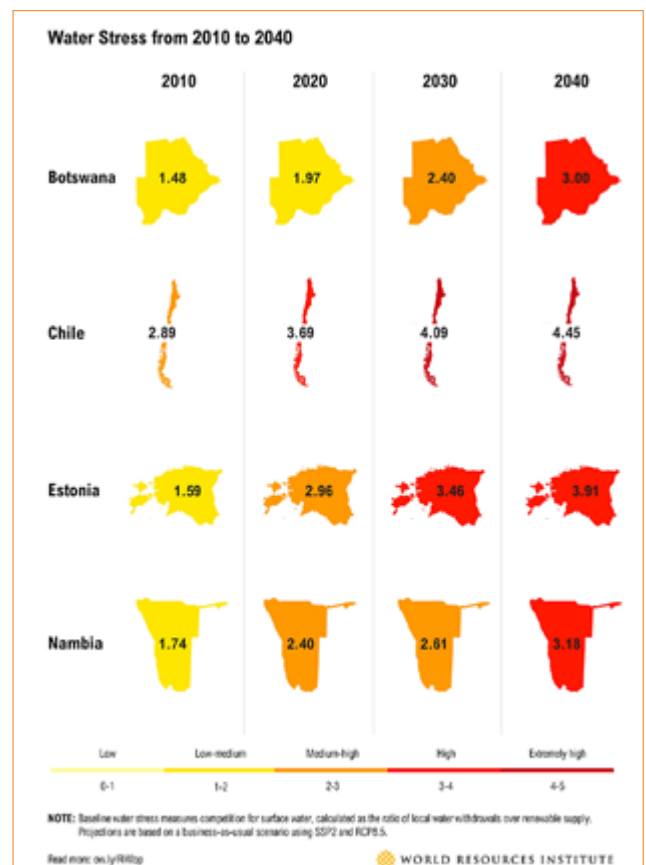 Water Stress from 2010 to 2040
2010 2020 2030 2040
Botswana 1.48 1.97 2.40 3.00
Chile 2.89 3.69 4.09 4.45
Estonia 1.59 2.96 3.46 3.91
Nambia 1.74 2.40 2.61 3.18
Low Low-medium Medium-high High Extremely high
0-1 1-2 2-3 3-4 4-5
NOTE: Baseline water stress measures competition for surface water, calculated as the ratio of local water withdrawals over renewable supply.
Projections are based on a business-as-usual scenario using SSP2 and RCP8.5.
Read more: ow.ly/
WORLD RESOURCES INSTITUTE